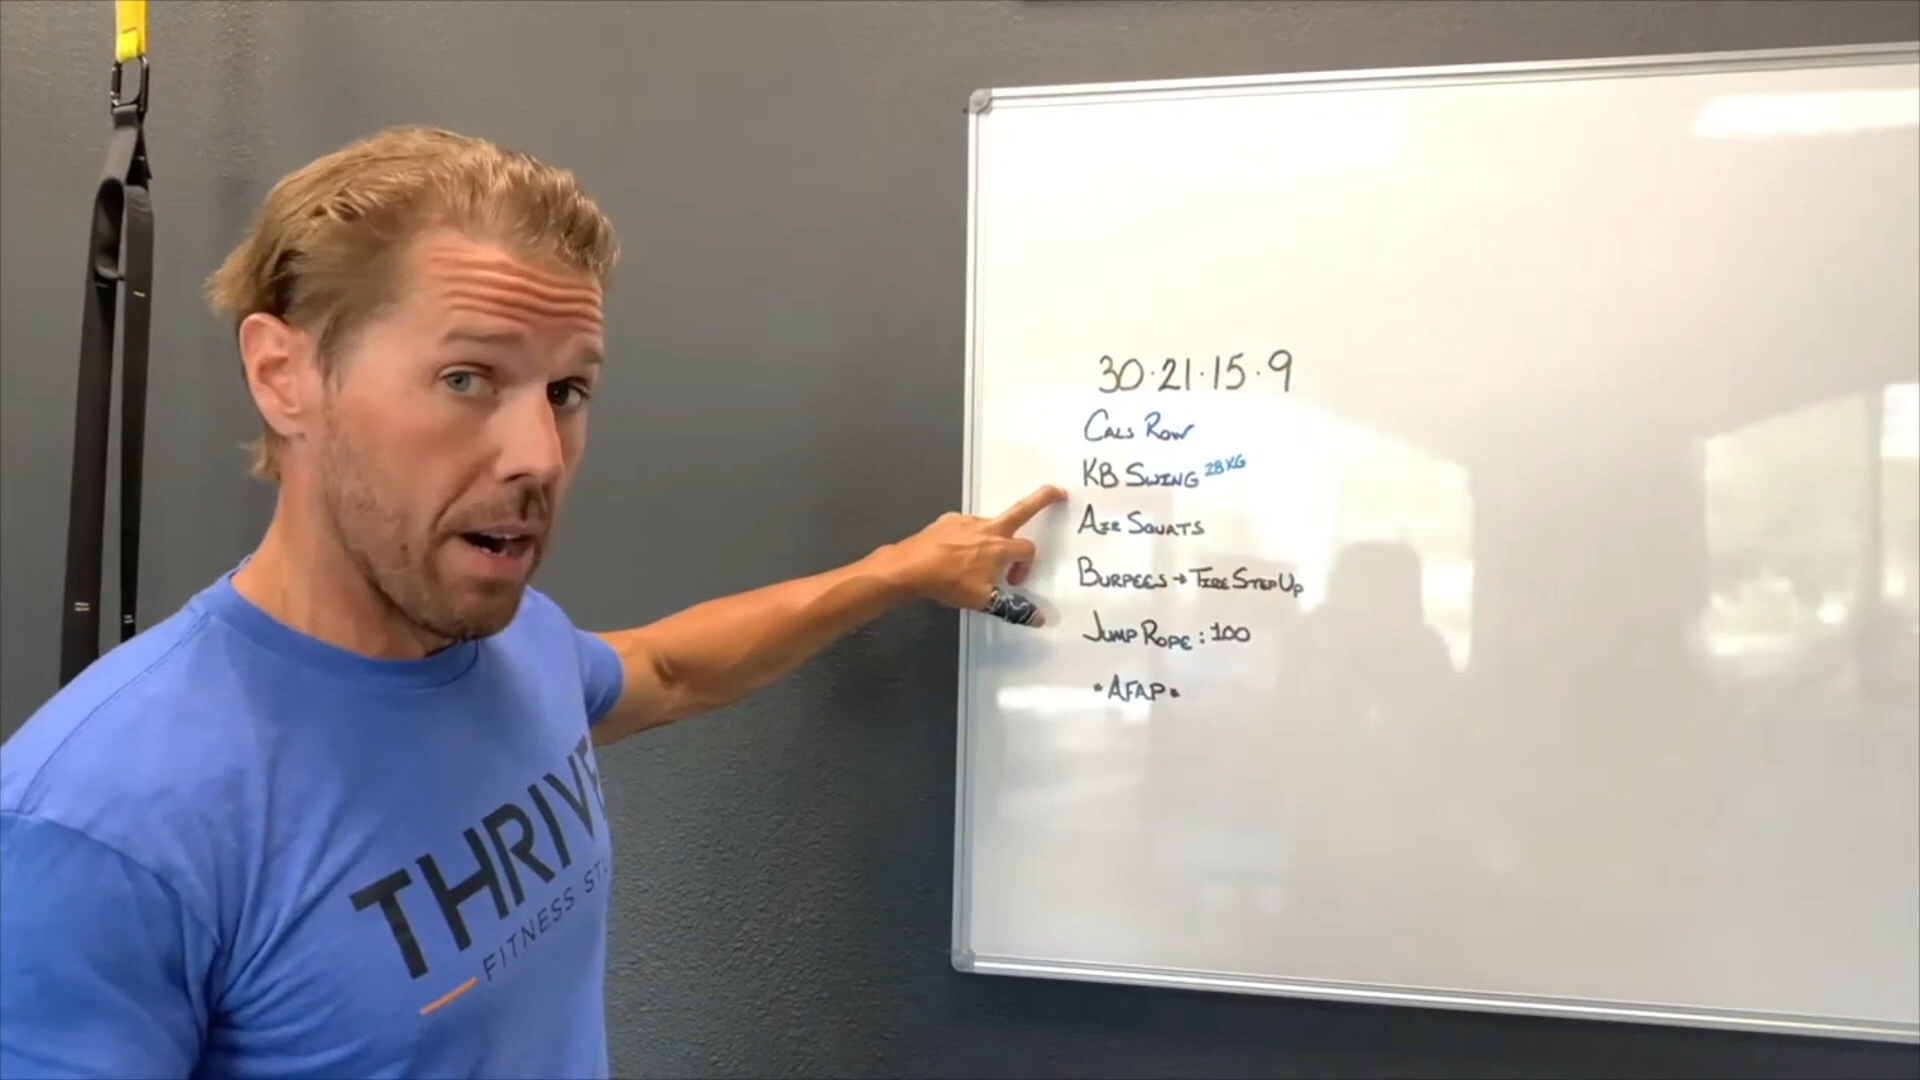 30·21·15·9
Cals Row
KB Swing 28KG
Air Squats
Burpees → Tire Step Up
Jump Rope: 100
•AFAP•
THRIVE
FITNESS